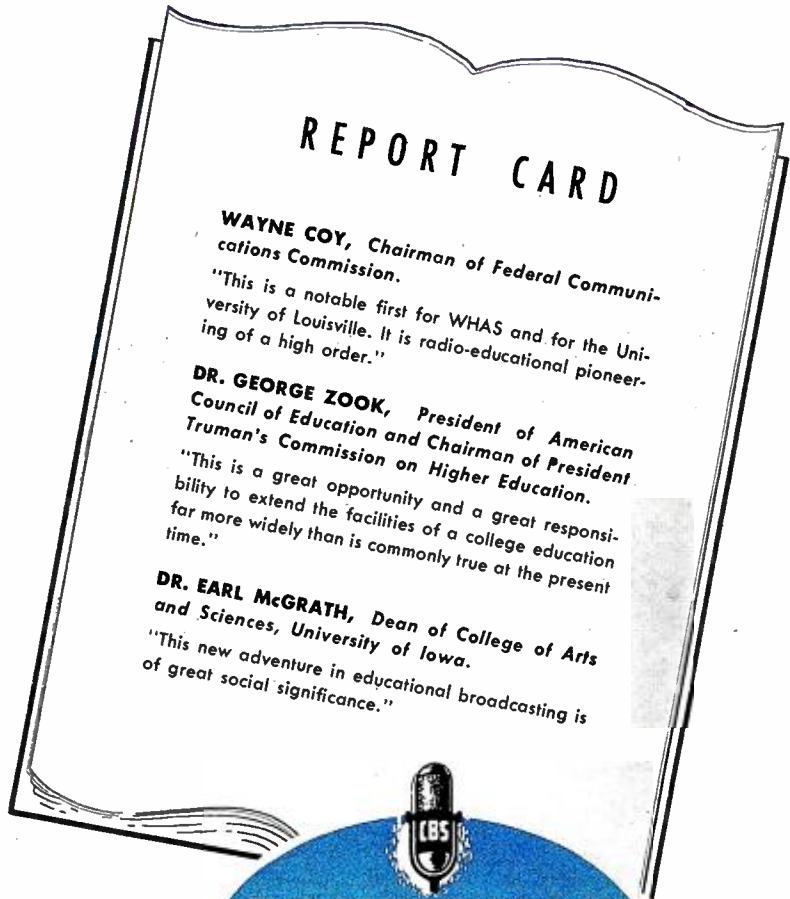 REPORT CARD
WAYNE COY, Chairman of Federal Communi-
cations Commission.
"This is a notable first for WHAS and for the Uni-
versity of Louisville. It is radio-educational pioneer-
ing of a high order."
DR. GEORGE ZOOK, President of American
Council of Education and Chairman of President
Truman's Commission on Higher Education.
"This is a great opportunity and a great responsi-
bility to extend the facilities of a college education
far more widely than is commonly true at the present
time."
DR. EARL McGRATH, Dean of College of Arts
and Sciences, University of Iowa.
"This new adventure in educational broadcasting is
of great social significance."
CBS